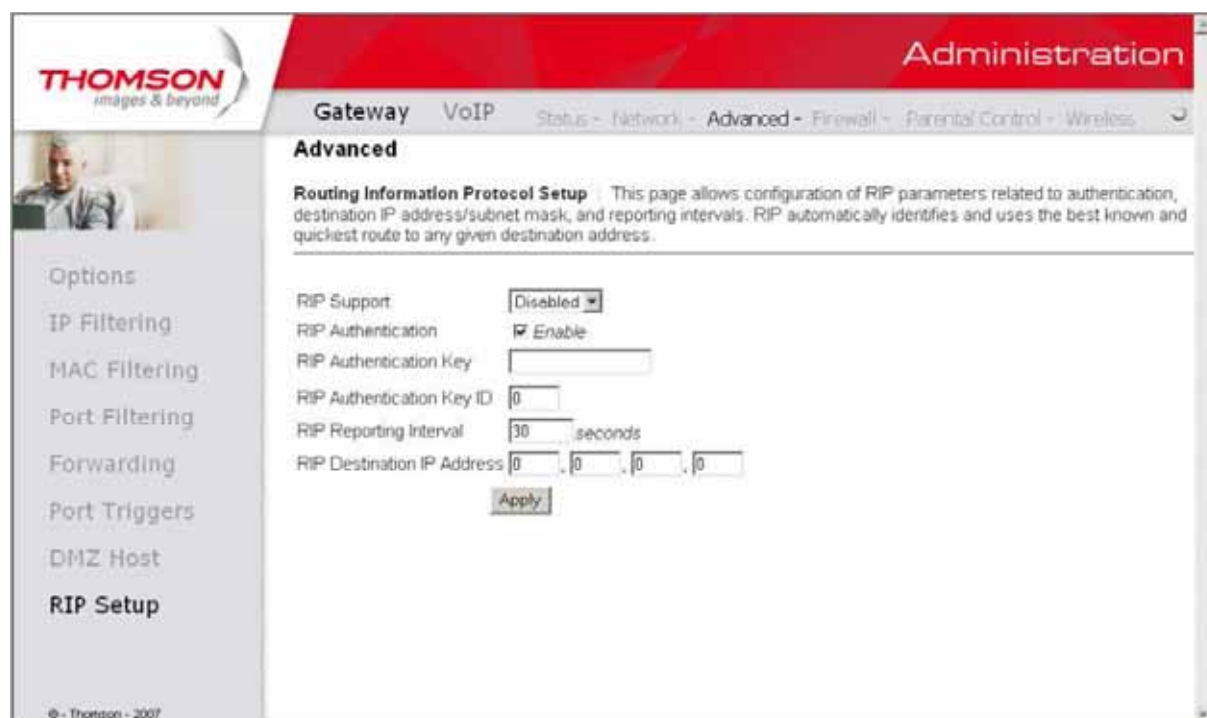 THOMSON
images & beyond
Administration
Gateway VoIP Status - Network - Advanced - Firewall - Parental Control - Wireless
Advanced
Routing Information Protocol Setup : This page allows configuration of RIP parameters related to authentication,
destination IP address/subnet mask, and reporting intervals. RIP automatically identifies and uses the best known and
quickest route to any given destination address.
Options
IP Filtering
MAC Filtering
Port Filtering
Forwarding
Port Triggers
DMZ Host
RIP Setup
RIP Support Disabled
RIP Authentication Enable
RIP Authentication Key
RIP Authentication Key ID 0
RIP Reporting Interval 30 seconds
RIP Destination IP Address 0 . 0 . 0 . 0
Apply
© - Thomson - 2007